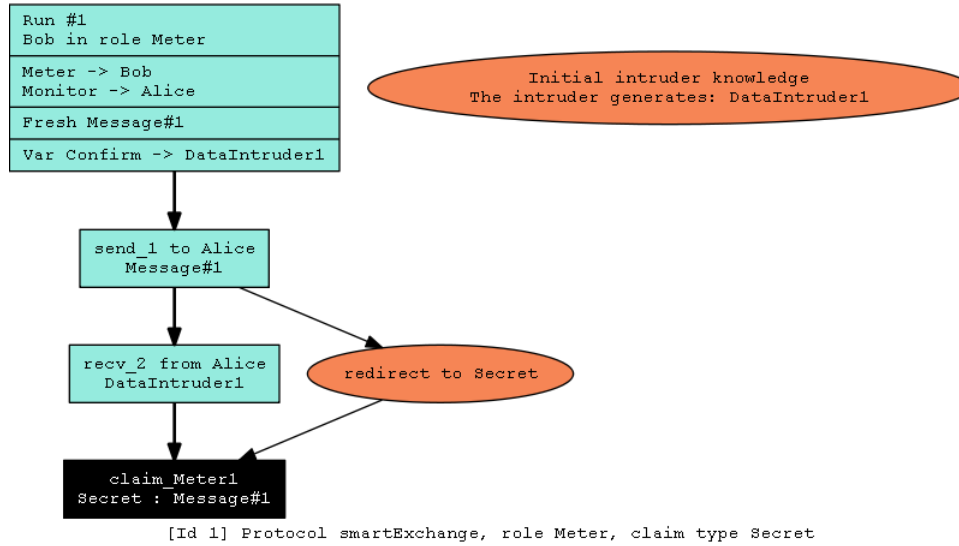 Run #1
Bob in role Meter
Meter -> Bob
Monitor -> Alice
Fresh Message#1
Var Confirm -> DataIntruder1
Initial intruder knowledge
The intruder generates: DataIntruder1
send_1 to Alice
Message#1
recv_2 from Alice
DataIntruder1
redirect to Secret
claim_Meter1
Secret : Message#1
[Id 1] Protocol smartExchange, role Meter, claim type Secret